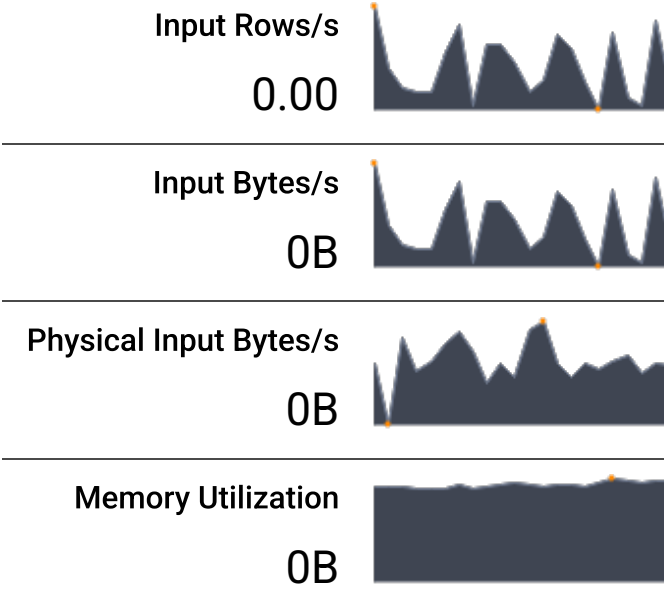 Input Rows/s
0.00
Input Bytes/s
0B
Physical Input Bytes/s
0B
Memory Utilization
0B